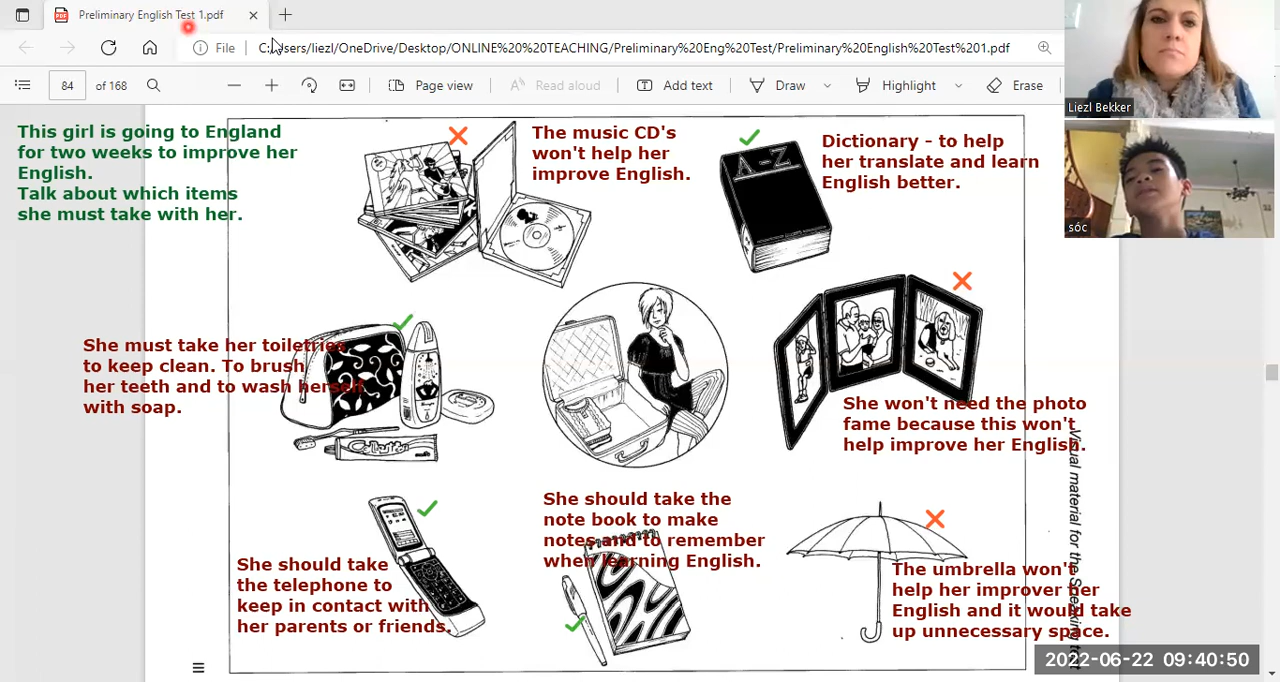 Preliminary English Test 1.pdf
File
C:/Users/liezl/OneDrive/Desktop/ONLINE%20%20TEACHING/Preliminary%20Eng%20Test/Preliminary%20English%20Test%201.pdf
84 of 168
Page view
Read aloud
Add text
Draw
Highlight
Erase
Liezl Bekker
sóc
This girl is going to England
for two weeks to improve her
English.
Talk about which items
she must take with her.
The music CD's
won't help her
improve English.
A-Z
Dictionary - to help
her translate and learn
English better.
She must take her toiletries
to keep clean. To brush
her teeth and to wash herself
with soap.
She won't need the photo
fame because this won't
help improve her English.
She should take
the telephone to
keep in contact with
her parents or friends.
She should take the
note book to make
notes and to remember
when learning English.
The umbrella won't
help her improver her
English and it would take
up unnecessary space.
Visual material for the Speaking test
2022-06-22 09:40:50